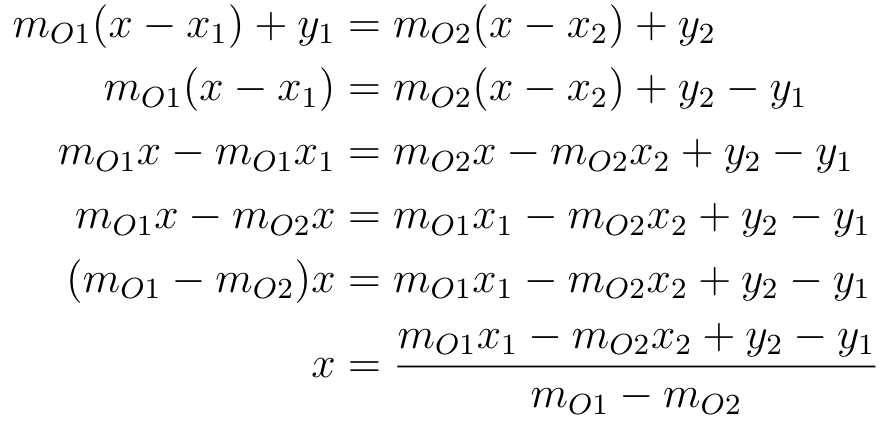 m_{O1}(x − x_1) + y_1 = m_{O2}(x − x_2) + y_2
m_{O1}(x − x_1) = m_{O2}(x − x_2) + y_2 − y_1
m_{O1}x − m_{O1}x_1 = m_{O2}x − m_{O2}x_2 + y_2 − y_1
m_{O1}x − m_{O2}x = m_{O1}x_1 − m_{O2}x_2 + y_2 − y_1
(m_{O1} − m_{O2})x = m_{O1}x_1 − m_{O2}x_2 + y_2 − y_1
x = \frac{m_{O1}x_1 − m_{O2}x_2 + y_2 − y_1}{m_{O1} − m_{O2}}